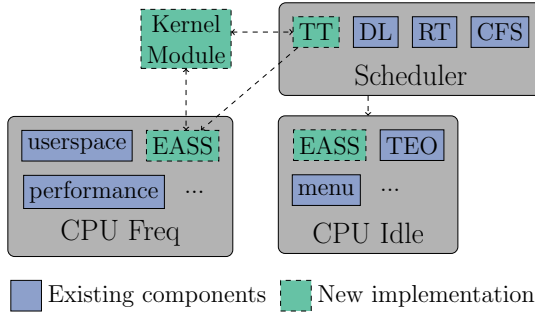 Kernel
Module
TT DL RT CFS
Scheduler
userspace EASS
performance ...
CPU Freq
EASS TEO
menu ...
CPU Idle
Existing components New implementation